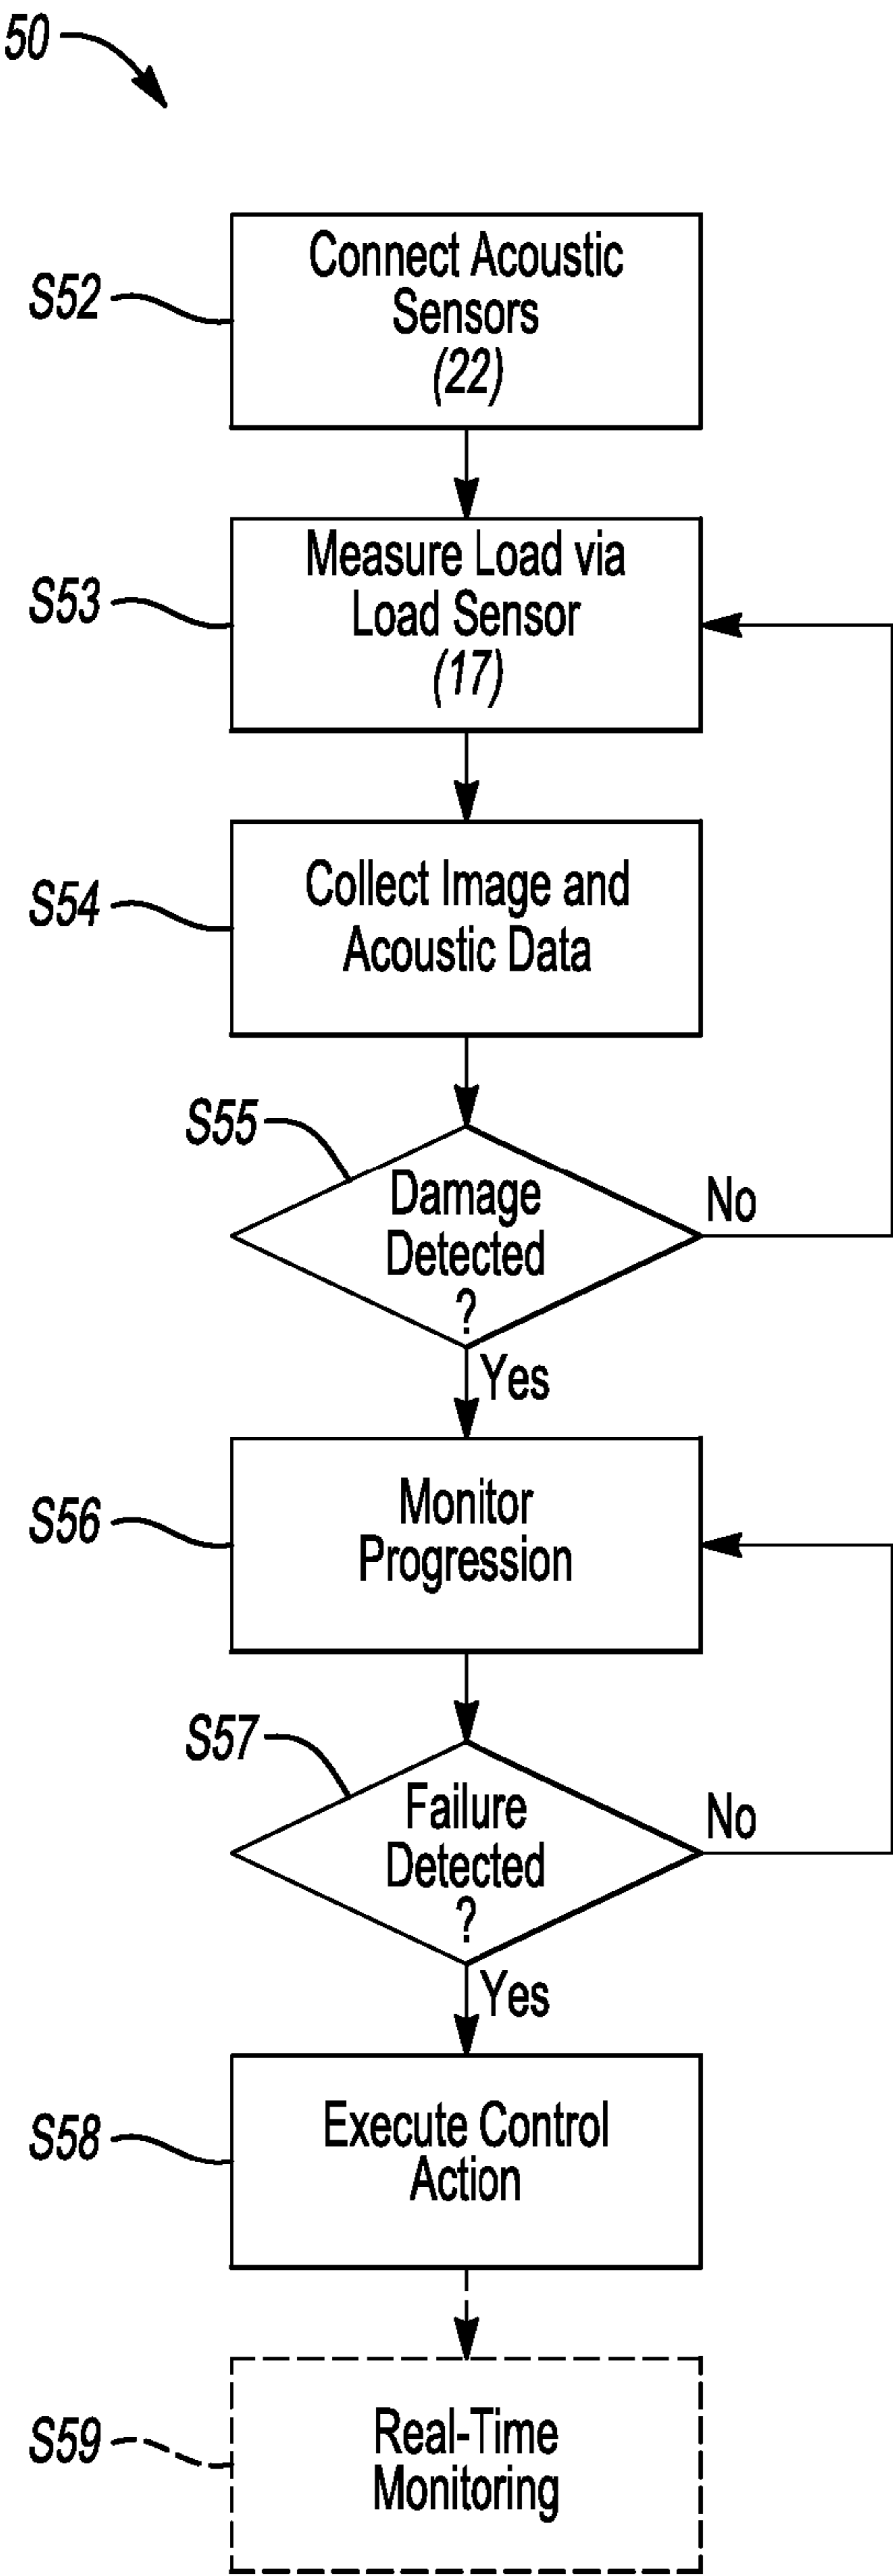 50
S52
Connect Acoustic
Sensors
(22)
S53
Measure Load via
Load Sensor
(17)
S54
Collect Image and
Acoustic Data
S55
Damage
Detected
?
No
Yes
S56
Monitor
Progression
S57
Failure
Detected
?
No
Yes
S58
Execute Control
Action
S59
Real-Time
Monitoring